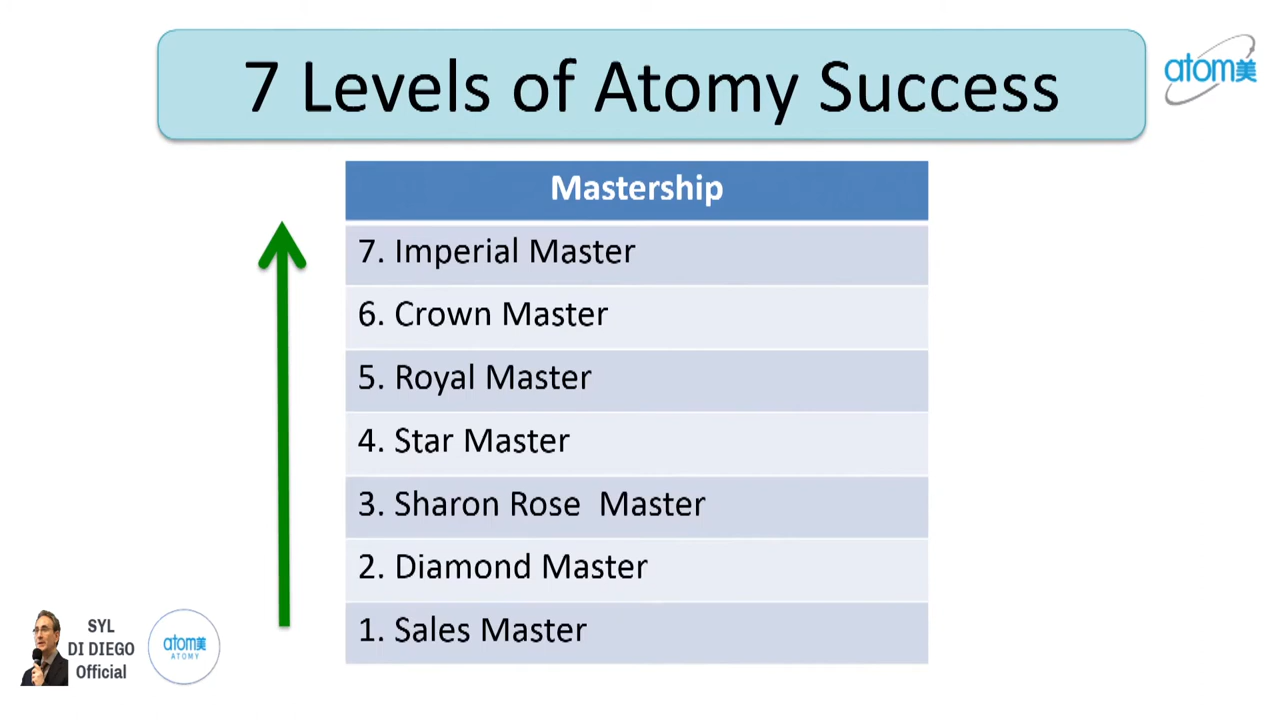 7 Levels of Atomy Success
atom美
Mastership
7. Imperial Master
6. Crown Master
5. Royal Master
4. Star Master
3. Sharon Rose  Master
2. Diamond Master
1. Sales Master
SYL
DI DIEGO
Official
atom美
ATOMY